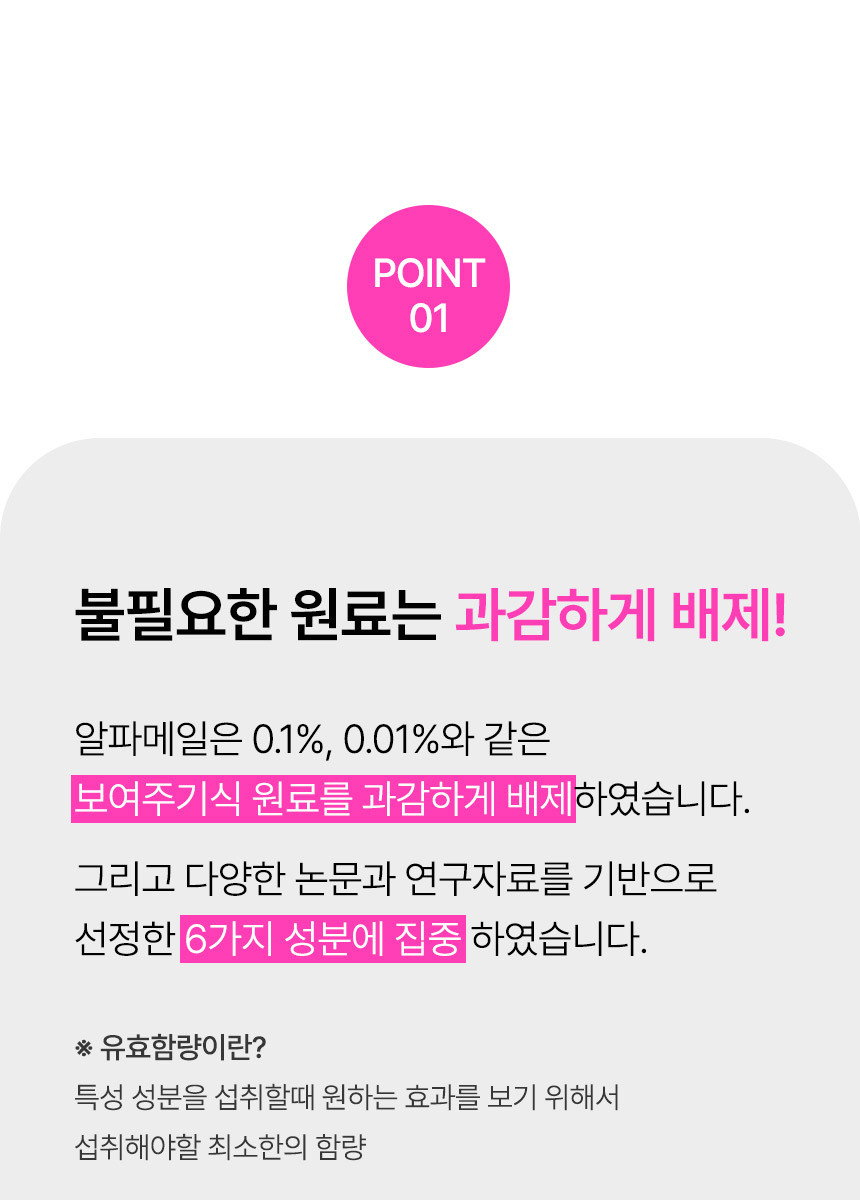 POINT
01
불필요한 원료는 과감하게 배제!
알파메일은 0.1%, 0.01%와 같은
보여주기식 원료를 과감하게 배제하였습니다.
그리고 다양한 논문과 연구자료를 기반으로
선정한 6가지 성분에 집중 하였습니다.
※ 유효함량이란?
특성 성분을 섭취할때 원하는 효과를 보기 위해서
섭취해야할 최소한의 함량